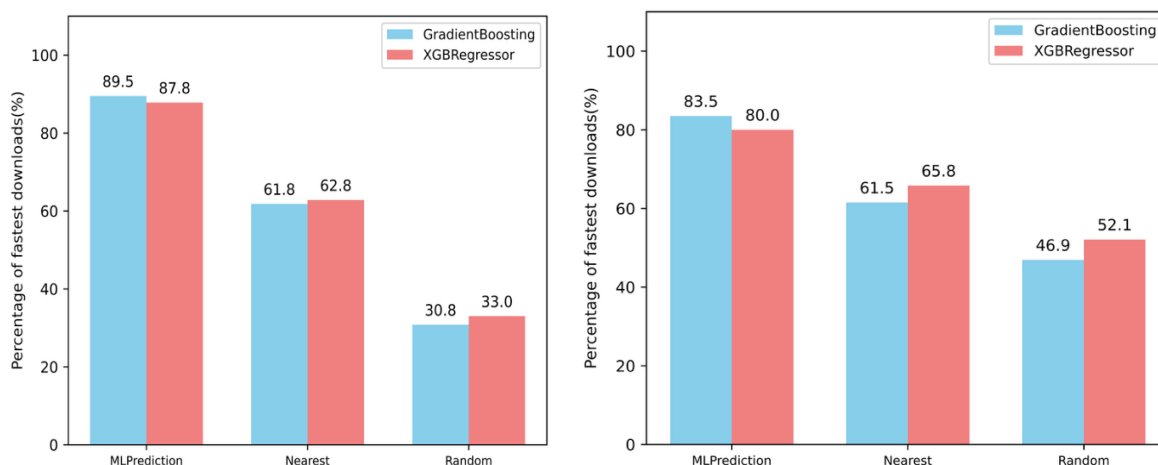 Percentage of fastest downloads(%)
100
80
60
40
20
0
GradientBoosting
XGBRegressor
89.5
87.8
61.8
62.8
30.8
33.0
MLPrediction
Nearest
Random
Percentage of fastest downloads(%)
100
80
60
40
20
0
GradientBoosting
XGBRegressor
83.5
80.0
61.5
65.8
46.9
52.1
MLPrediction
Nearest
Random